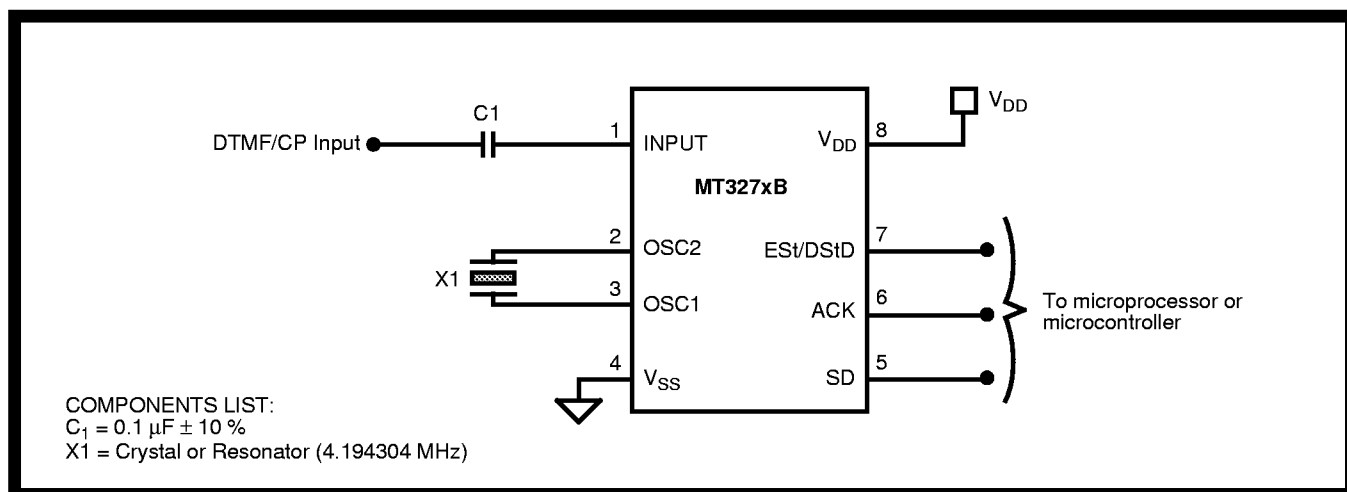 C1
DTMF/CP Input
1
INPUT
V_DD
8
V_DD
MT327xB
2
OSC2
ESt/DStD
7
X1
3
OSC1
ACK
6
To microprocessor or
microcontroller
4
V_SS
SD
5
COMPONENTS LIST:
C₁ = 0.1 µF ± 10 %
X1 = Crystal or Resonator (4.194304 MHz)